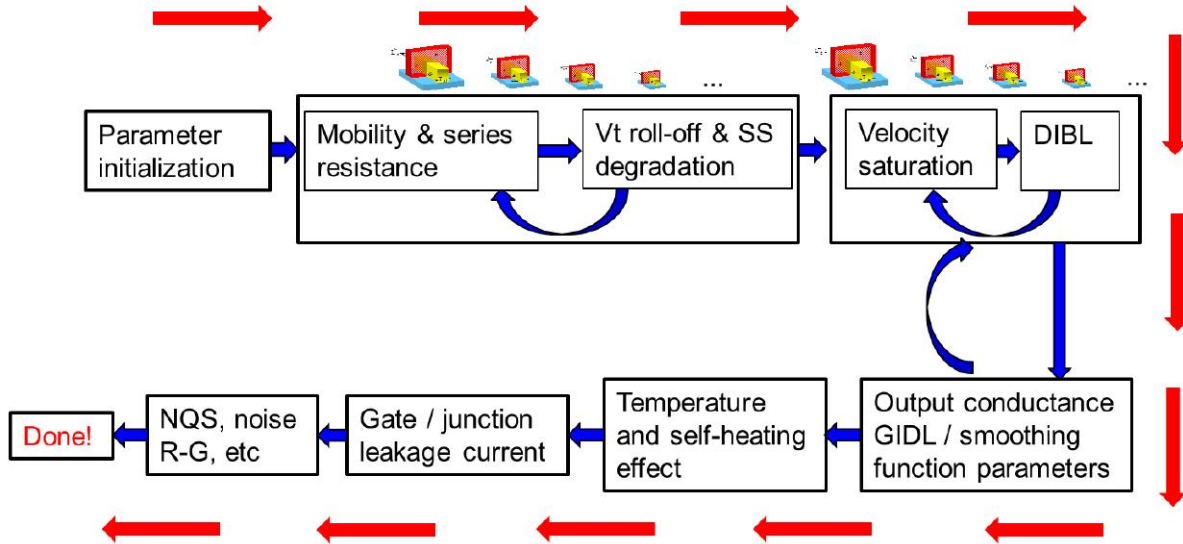 ...
...
Parameter
initialization
Mobility & series
resistance
Vt roll-off & SS
degradation
Velocity
saturation
DIBL
Done!
NQS, noise
R-G, etc
Gate / junction
leakage current
Temperature
and self-heating
effect
Output conductance
GIDL / smoothing
function parameters